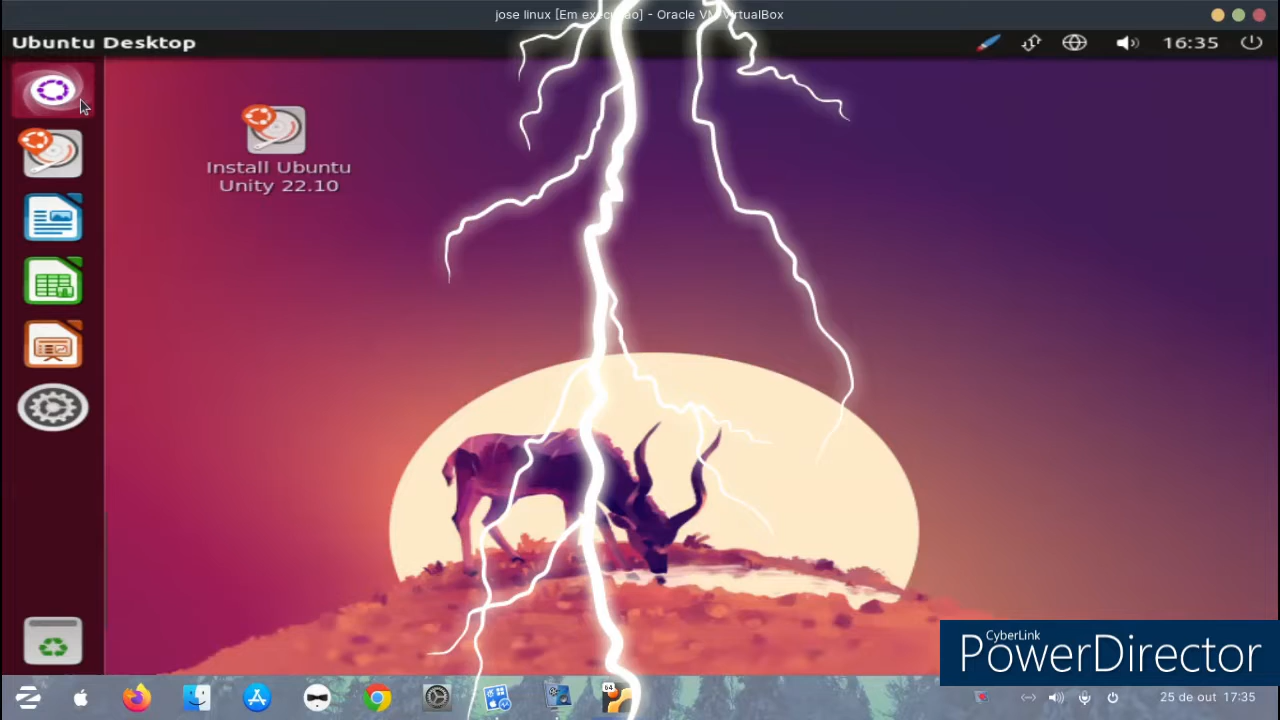 jose linux [Em execução] - Oracle VM VirtualBox
Ubuntu Desktop
16:35
Install Ubuntu
Unity 22.10
CyberLink
PowerDirector
64
25 de out 17:35